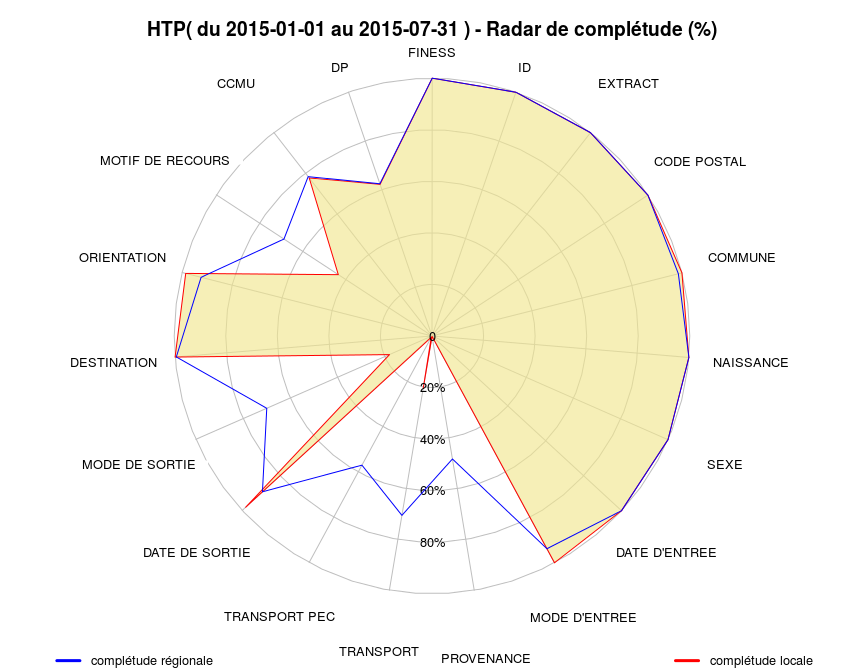 HTP( du 2015-01-01 au 2015-07-31 ) - Radar de complétude (%)
FINESS
DP
ID
CCMU
EXTRACT
MOTIF DE RECOURS
CODE POSTAL
ORIENTATION
COMMUNE
0
DESTINATION
NAISSANCE
20%
40%
MODE DE SORTIE
SEXE
60%
80%
DATE DE SORTIE
DATE D'ENTREE
TRANSPORT PEC
MODE D'ENTREE
TRANSPORT
PROVENANCE
complétude régionale
complétude locale